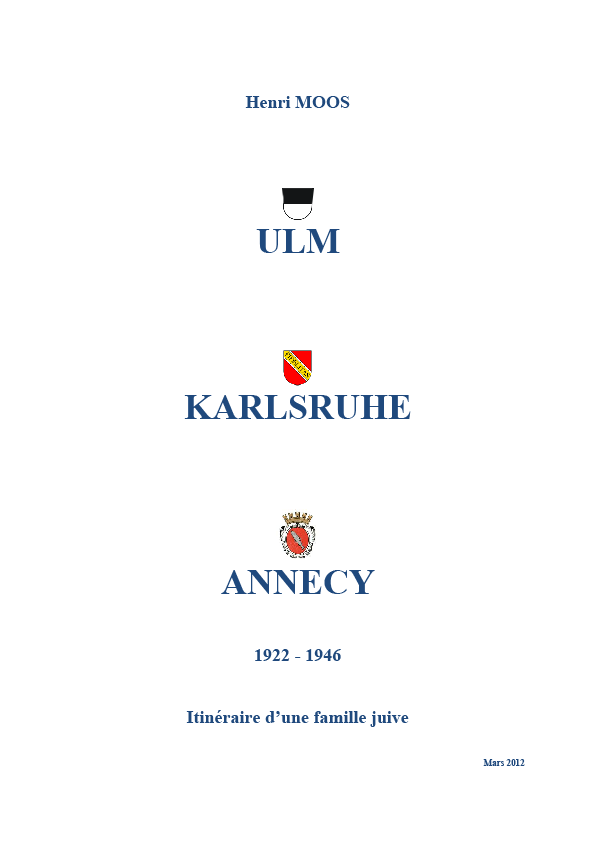 Henri MOOS
ULM
KARLSRUHE
ANNECY
1922 - 1946
Itinéraire d’une famille juive
Mars 2012